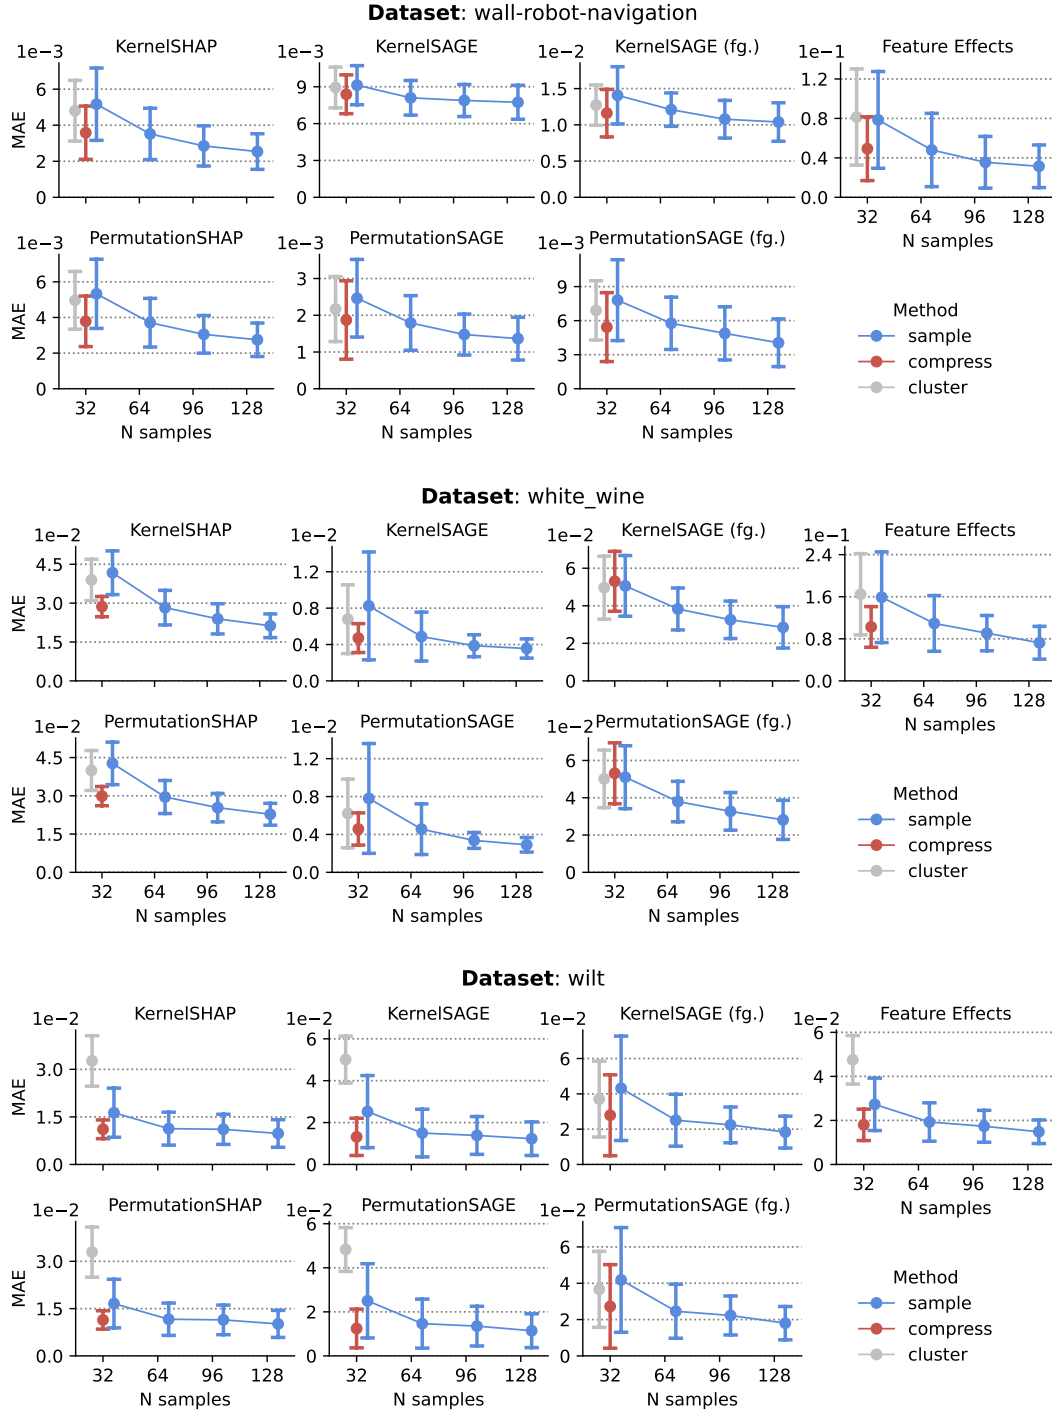 Dataset: wall-robot-navigation
KernelSHAP
KernelSAGE
KernelSAGE (fg.)
Feature Effects
1e−3
1e−3
1e−2
1e−1
MAE
6
4
2
0
9
6
3
0
1.5
1.0
0.5
0.0
1.2
0.8
0.4
0.0
32 64 96 128
N samples
PermutationSHAP
PermutationSAGE
PermutationSAGE (fg.)
1e−3
1e−3
1e−3
MAE
6
4
2
0
3
2
1
0
9
6
3
0
32 64 96 128
32 64 96 128
32 64 96 128
N samples
N samples
N samples
Method
sample
compress
cluster
Dataset: white_wine
KernelSHAP
KernelSAGE
KernelSAGE (fg.)
Feature Effects
1e−2
1e−2
1e−2
1e−1
MAE
4.5
3.0
1.5
0.0
1.2
0.8
0.4
0.0
6
4
2
0
2.4
1.6
0.8
0.0
32 64 96 128
N samples
PermutationSHAP
PermutationSAGE
PermutationSAGE (fg.)
1e−2
1e−2
1e−2
MAE
4.5
3.0
1.5
0.0
1.2
0.8
0.4
0.0
6
4
2
0
32 64 96 128
32 64 96 128
32 64 96 128
N samples
N samples
N samples
Method
sample
compress
cluster
Dataset: wilt
KernelSHAP
KernelSAGE
KernelSAGE (fg.)
Feature Effects
1e−2
1e−2
1e−2
1e−2
MAE
3.0
1.5
0.0
6
4
2
0
6
4
2
0
6
4
2
0
32 64 96 128
N samples
PermutationSHAP
PermutationSAGE
PermutationSAGE (fg.)
1e−2
1e−2
1e−2
MAE
3.0
1.5
0.0
6
4
2
0
6
4
2
0
32 64 96 128
32 64 96 128
32 64 96 128
N samples
N samples
N samples
Method
sample
compress
cluster